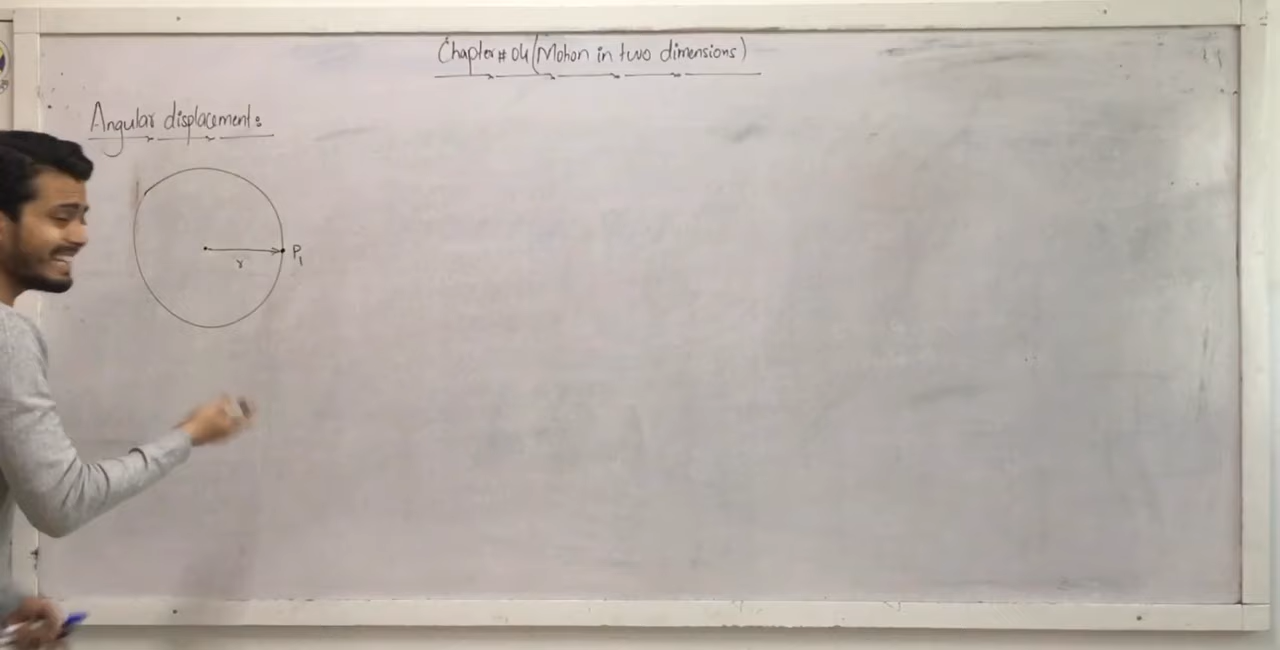 Chapter # 04 (Motion in two dimensions)
Angular displacement:
r P1